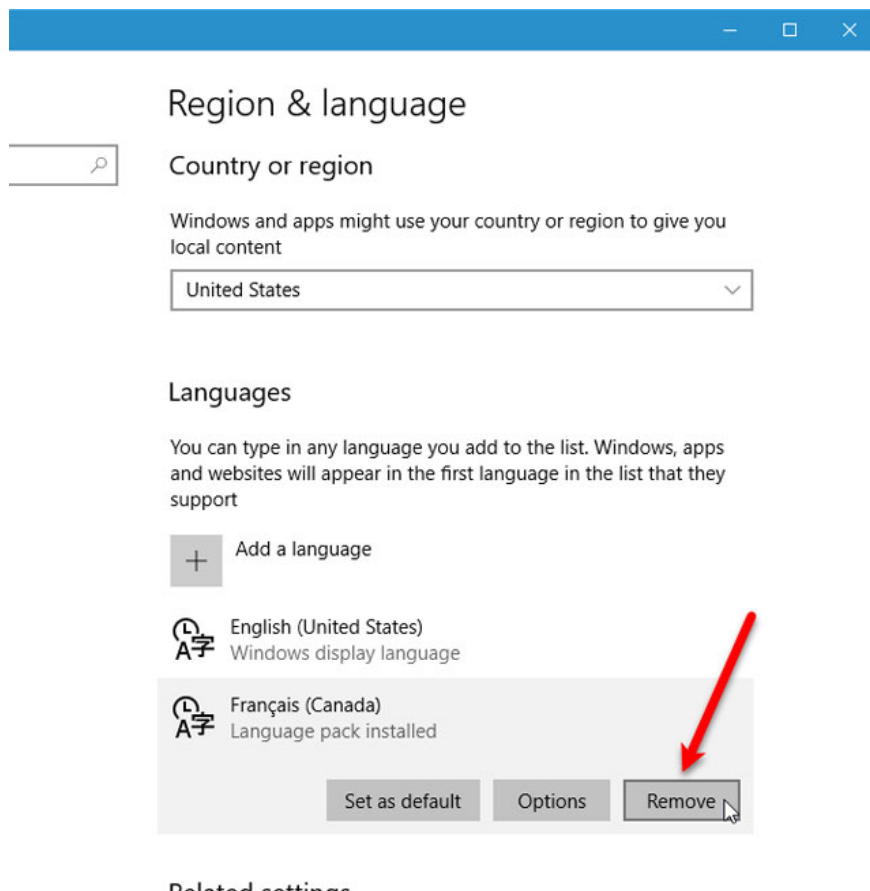 Region & language
Country or region
Windows and apps might use your country or region to give you
local content
United States
Languages
You can type in any language you add to the list. Windows, apps
and websites will appear in the first language in the list that they
support
Add a language
English (United States)
Windows display language
Français (Canada)
Language pack installed
Set as default Options Remove
Related settings